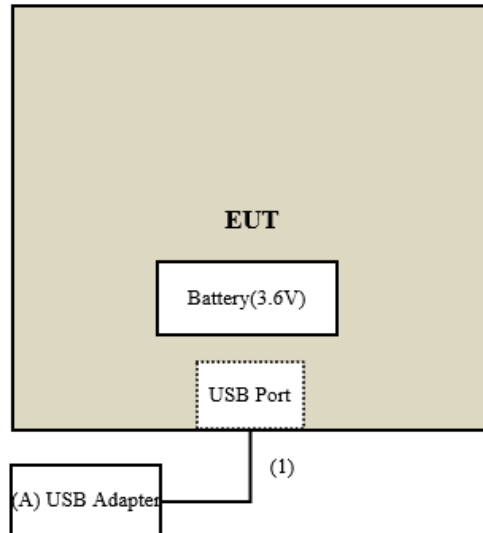 EUT
Battery(3.6V)
USB Port
(1)
(A) USB Adapter